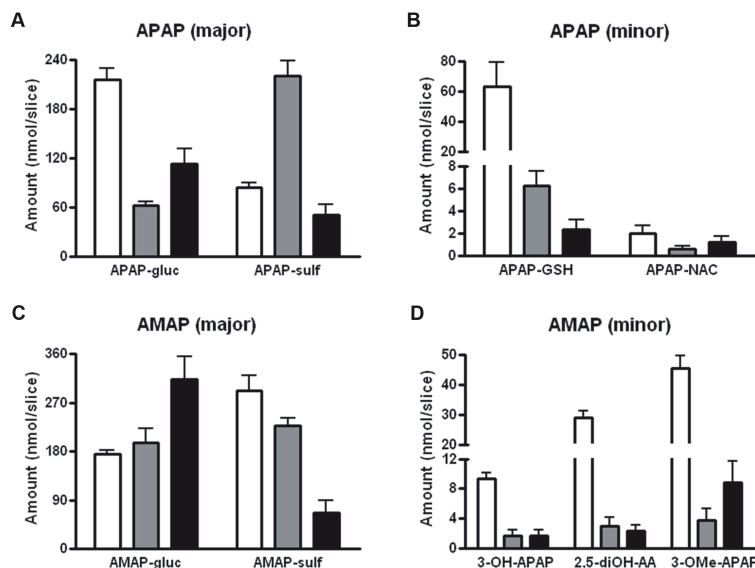 A
APAP (major)
Amount (nmol/slice)
240
180
120
60
0
APAP-gluc APAP-sulf
B
APAP (minor)
Amount (nmol/slice)
80
60
40
20
8
6
4
2
0
APAP-GSH APAP-NAC
C
AMAP (major)
Amount (nmol/slice)
360
270
180
90
0
AMAP-gluc AMAP-sulf
D
AMAP (minor)
Amount (nmol/slice)
50
40
30
20
12
8
4
0
3-OH-APAP 2.5-diOH-AA 3-OMe-APAP